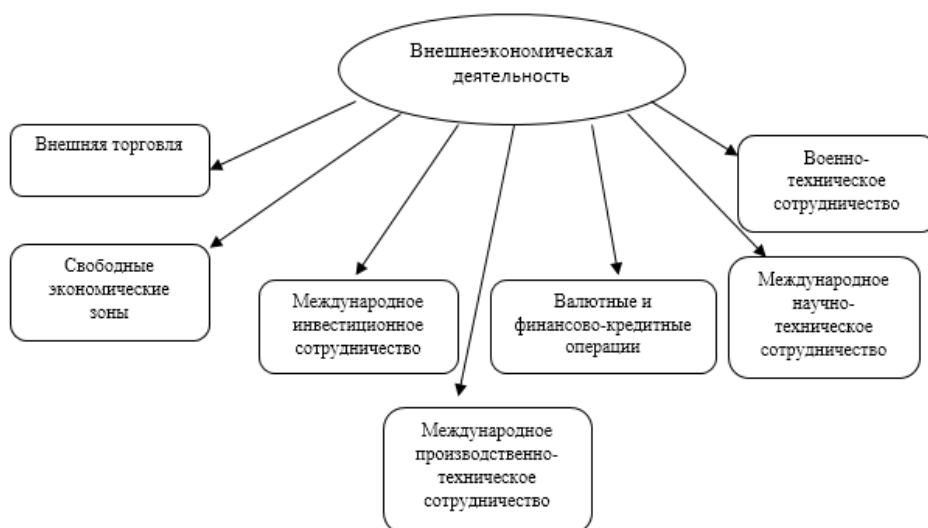 Внешнеэкономическая
деятельность
Внешняя торговля
Военно-
техническое
сотрудничество
Свободные
экономические
зоны
Международное
инвестиционное
сотрудничество
Валютные и
финансово-кредитные
операции
Международное
научно-
техническое
сотрудничество
Международное
производственно-
техническое
сотрудничество